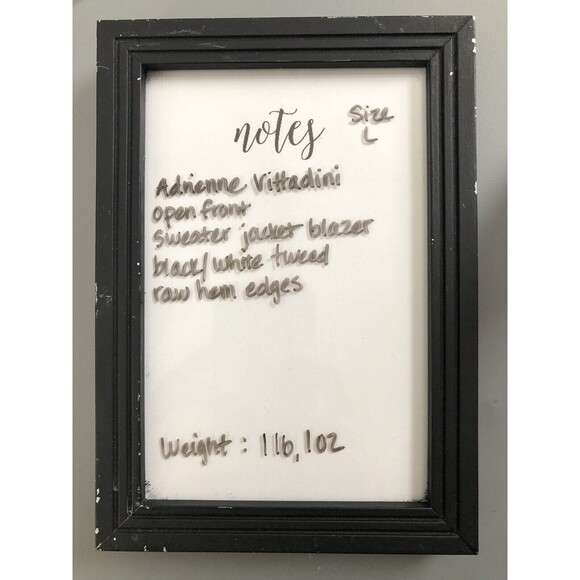 notes
Size
L
Adrienne Vittadini
open front
sweater jacket blazer
black/white tweed
raw hem edges
Weight: 1lb, 1oz